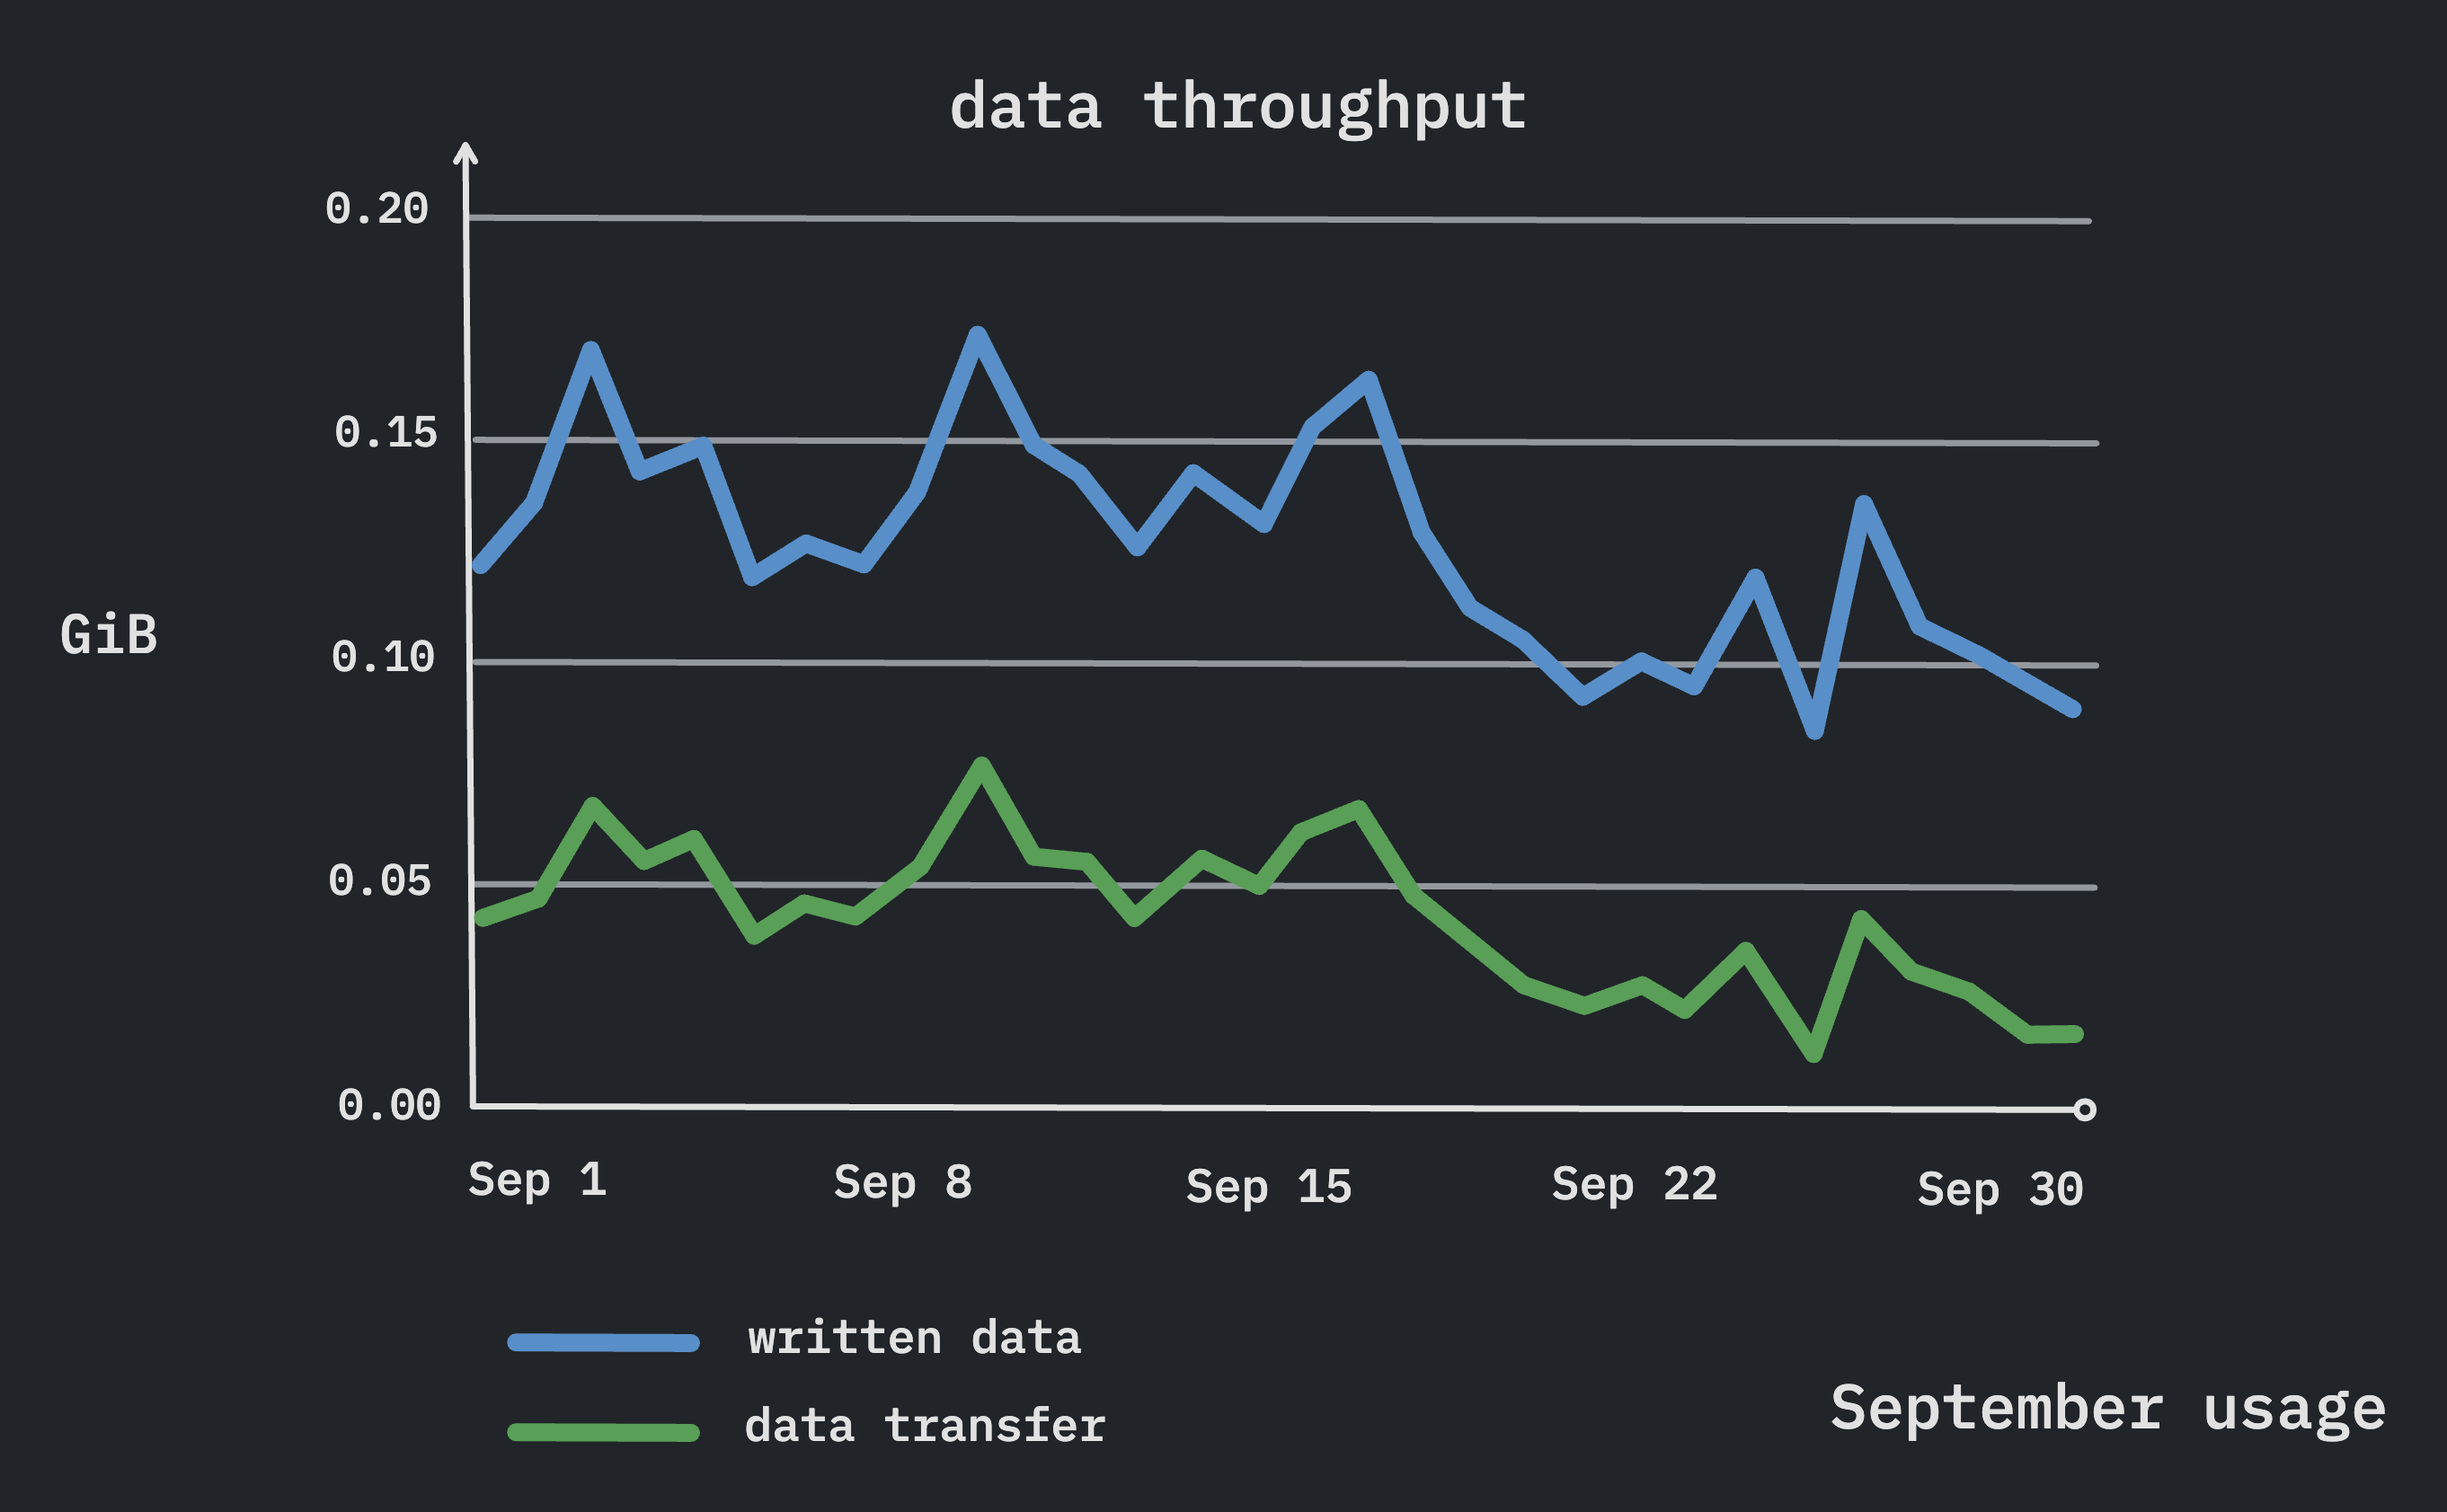 data throughput
0.20
0.15
GiB
0.10
0.05
0.00
Sep 1 Sep 8 Sep 15 Sep 22 Sep 30
written data
data transfer
September usage